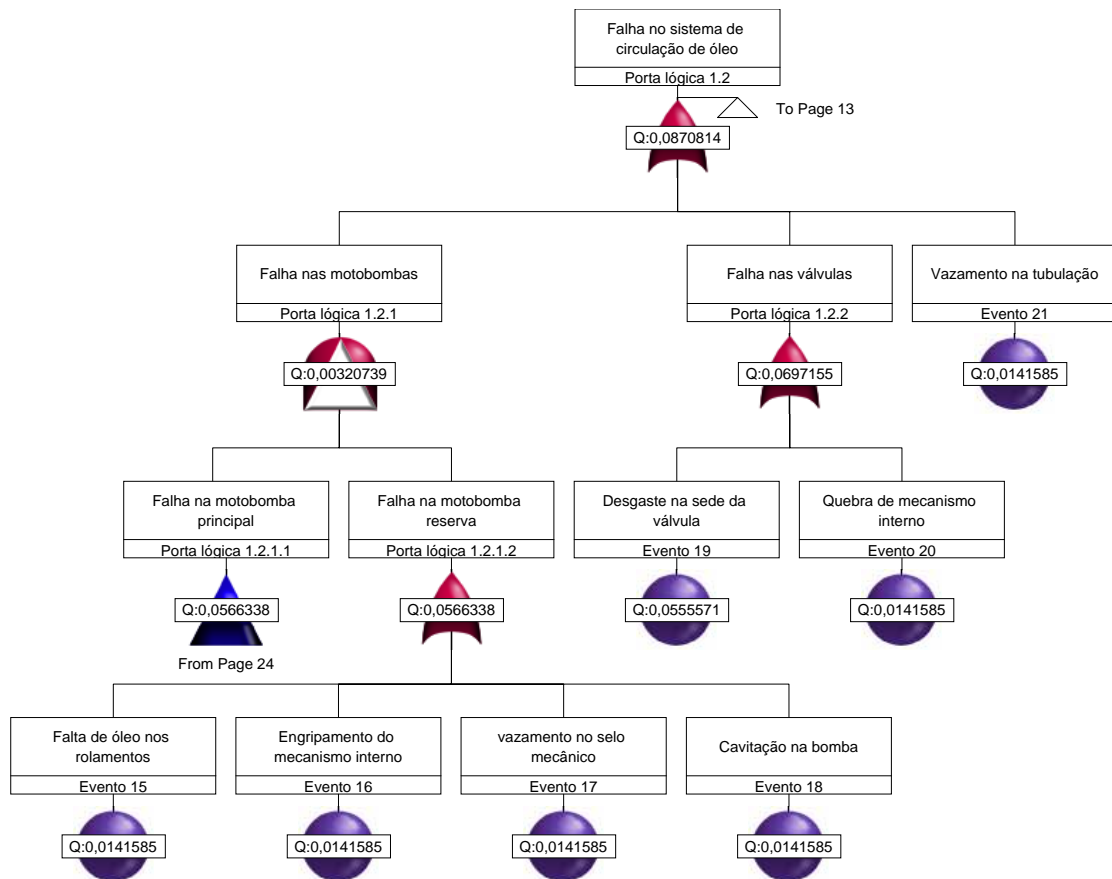 Falha no sistema de
circulação de óleo
Porta lógica 1.2
To Page 13
Q:0,0870814
Falha nas motobombas
Porta lógica 1.2.1
Q:0,00320739
Falha nas válvulas
Porta lógica 1.2.2
Q:0,0697155
Vazamento na tubulação
Evento 21
Q:0,0141585
Falha na motobomba
principal
Porta lógica 1.2.1.1
Q:0,0566338
From Page 24
Falha na motobomba
reserva
Porta lógica 1.2.1.2
Q:0,0566338
Desgaste na sede da
válvula
Evento 19
Q:0,0555571
Quebra de mecanismo
interno
Evento 20
Q:0,0141585
Falta de óleo nos
rolamentos
Evento 15
Q:0,0141585
Engripamento do
mecanismo interno
Evento 16
Q:0,0141585
vazamento no selo
mecânico
Evento 17
Q:0,0141585
Cavitação na bomba
Evento 18
Q:0,0141585